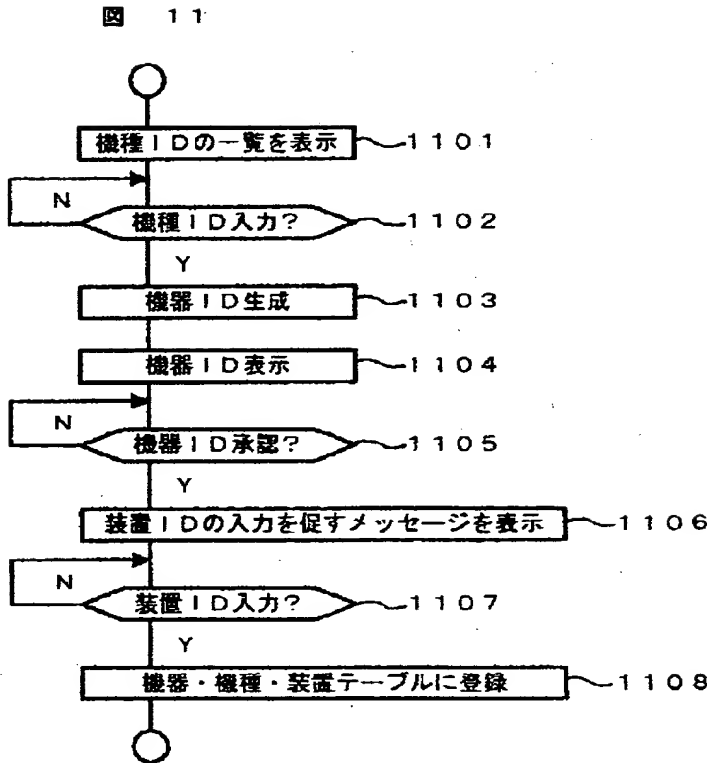 図 11
機種IDの一覧を表示 1101
N
機種ID入力? 1102
Y
機器ID生成 1103
機器ID表示 1104
N
機器ID承認? 1105
Y
装置IDの入力を促すメッセージを表示 1106
N
装置ID入力? 1107
Y
機器・機種・装置テーブルに登録 1108